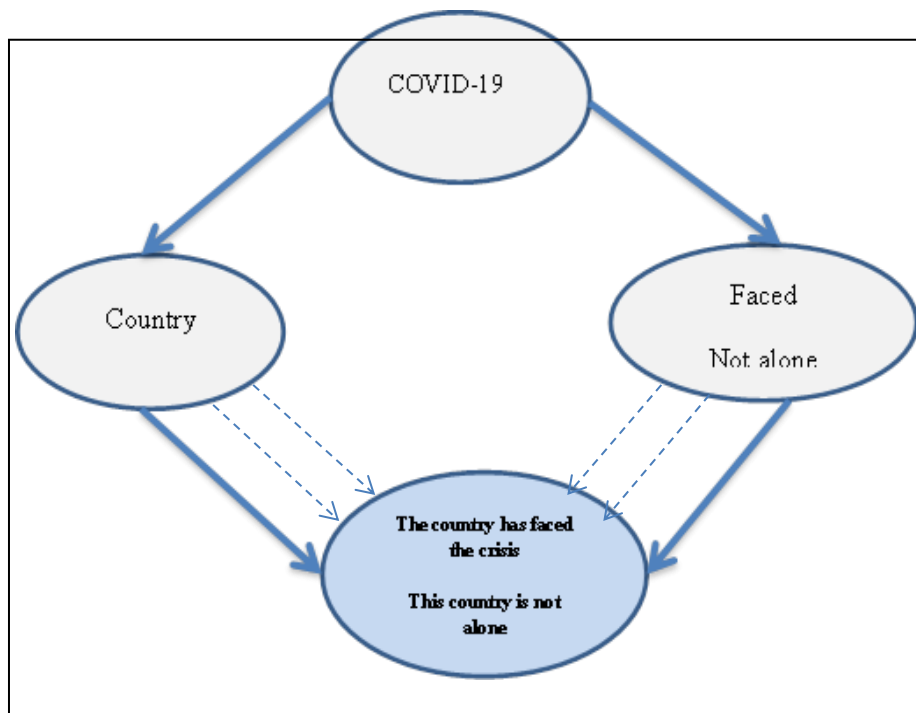 COVID-19
Country
Faced
Not alone
The country has faced
the crisis
This country is not
alone